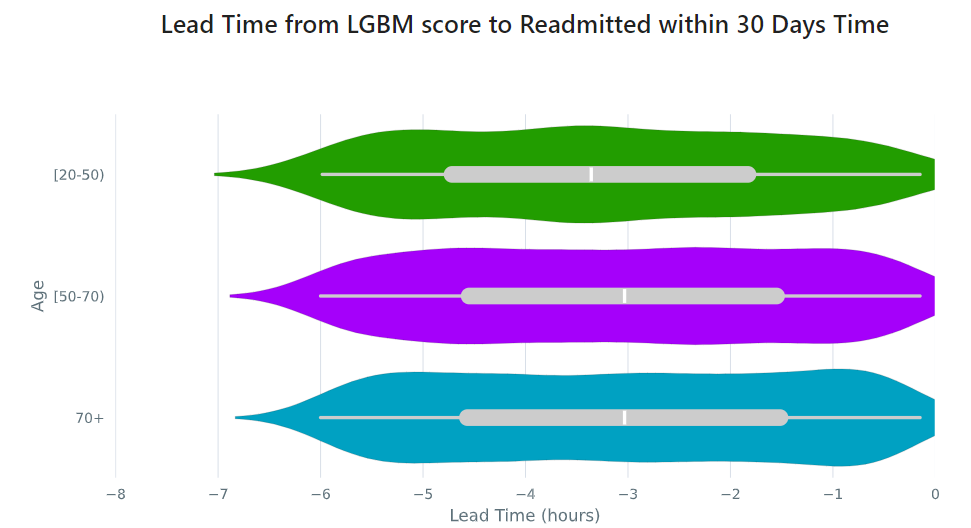 Lead Time from LGBM score to Readmitted within 30 Days Time
Age
[20-50)
[50-70)
70+
−8 −7 −6 −5 −4 −3 −2 −1 0
Lead Time (hours)